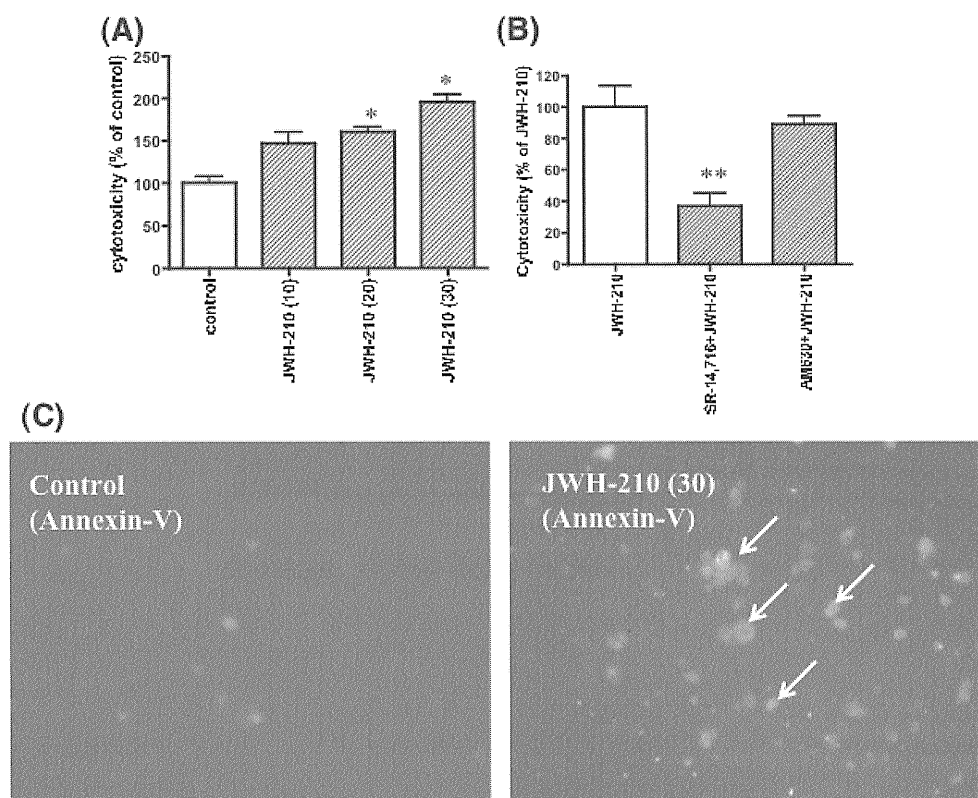 (A)
cytotoxicity (% of control)
250
200
150
100
50
0
*
*
control
JWH-210 (10)
JWH-210 (20)
JWH-210 (30)
(B)
Cytotoxicity (% of JWH-210)
120
100
80
60
40
20
0
**
JWH-210
SR-14,716+JWH-210
AM630+JYH-210
(C)
Control
(Annexin-V)
JWH-210 (30)
(Annexin-V)